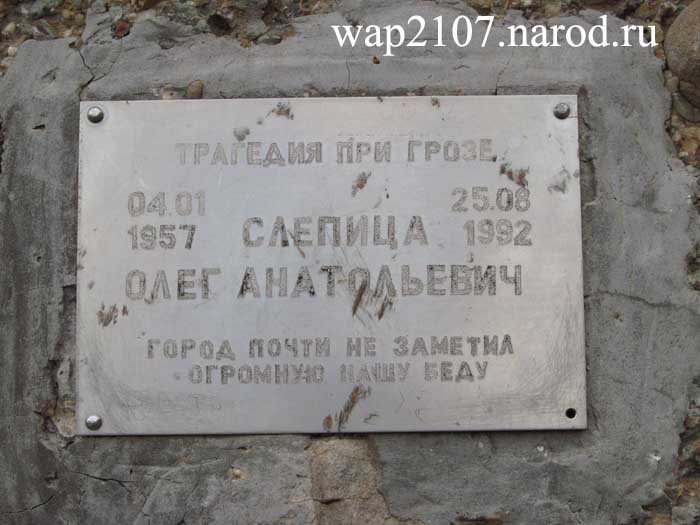 wap2107.narod.ru
ТРАГЕДИЯ ПРИ ГРОЗЕ
04.01 25.08
1957 СЛЕПИЦА 1992
ОЛЕГ АНАТОЛЬЕВИЧ
ГОРОД ПОЧТИ НЕ ЗАМЕТИЛ
ОГРОМНУЮ НАШУ БЕДУ